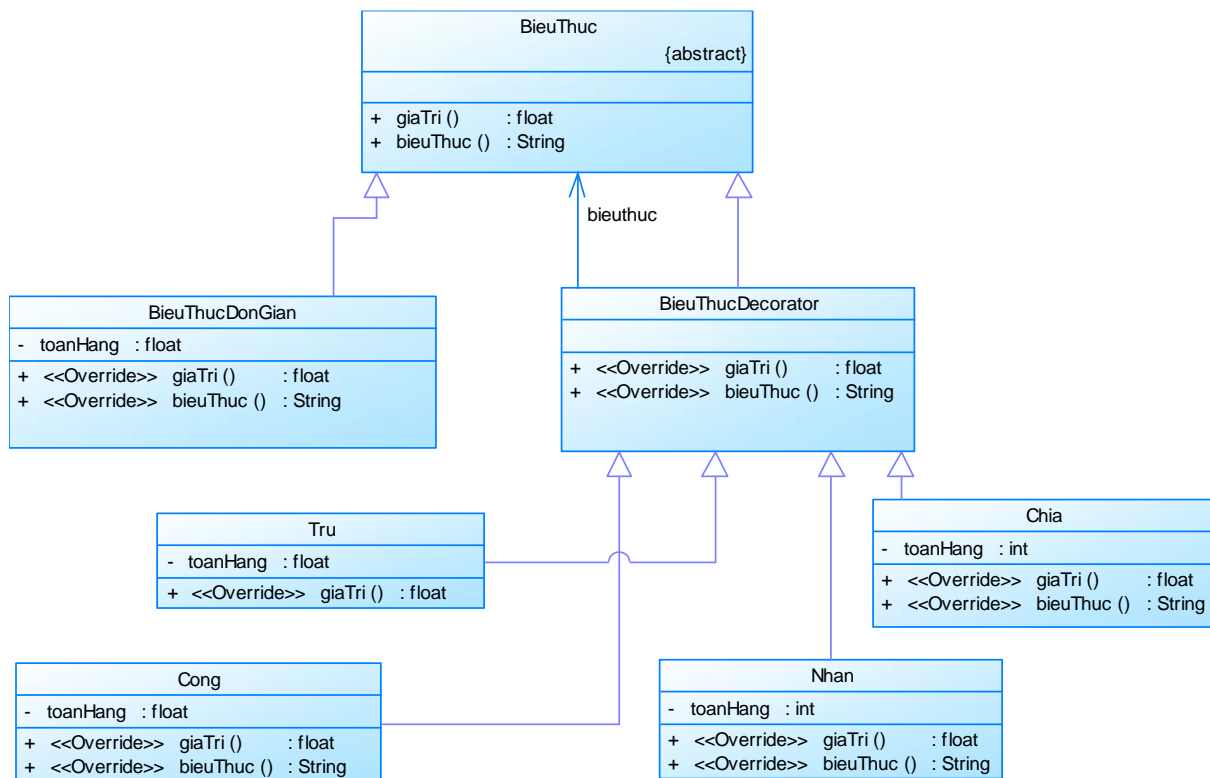 BieuThuc
{abstract}
+ giaTri () : float
+ bieuThuc () : String
bieuthuc
BieuThucDonGian
- toanHang : float
+ <<Override>> giaTri () : float
+ <<Override>> bieuThuc () : String
BieuThucDecorator
+ <<Override>> giaTri () : float
+ <<Override>> bieuThuc () : String
Tru
- toanHang : float
+ <<Override>> giaTri () : float
Chia
- toanHang : int
+ <<Override>> giaTri () : float
+ <<Override>> bieuThuc () : String
Cong
- toanHang : float
+ <<Override>> giaTri () : float
+ <<Override>> bieuThuc () : String
Nhan
- toanHang : int
+ <<Override>> giaTri () : float
+ <<Override>> bieuThuc () : String